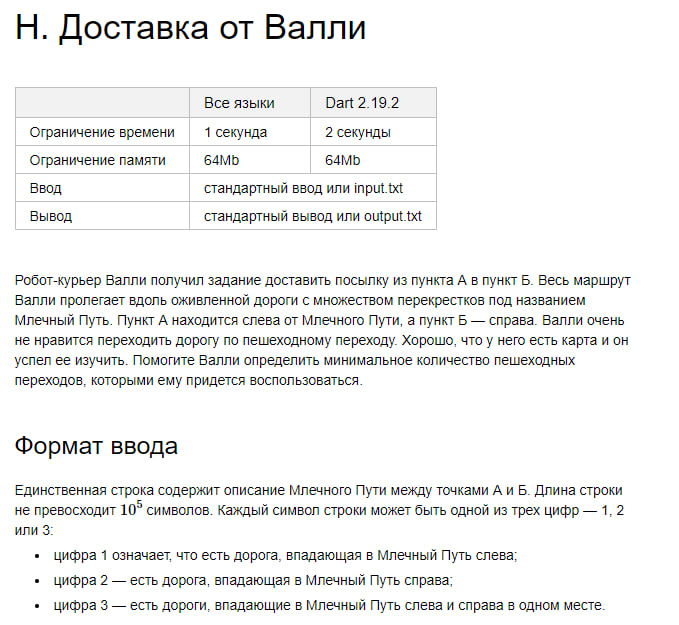 Н. Доставка от Валли
Все языки Dart 2.19.2
Ограничение времени 1 секунда 2 секунды
Ограничение памяти 64Mb 64Mb
Ввод стандартный ввод или input.txt
Вывод стандартный вывод или output.txt
Робот-курьер Валли получил задание доставить посылку из пункта А в пункт Б. Весь маршрут
Валли пролегает вдоль оживленной дороги с множеством перекрестков под названием
Млечный Путь. Пункт А находится слева от Млечного Пути, а пункт Б — справа. Валли очень
не нравится переходить дорогу по пешеходному переходу. Хорошо, что у него есть карта и он
успел ее изучить. Помогите Валли определить минимальное количество пешеходных
переходов, которыми ему придется воспользоваться.
Формат ввода
Единственная строка содержит описание Млечного Пути между точками А и Б. Длина строки
не превосходит 10⁵ символов. Каждый символ строки может быть одной из трех цифр — 1, 2
или 3:
• цифра 1 означает, что есть дорога, впадающая в Млечный Путь слева;
• цифра 2 — есть дорога, впадающая в Млечный Путь справа;
• цифра 3 — есть дороги, впадающие в Млечный Путь слева и справа в одном месте.